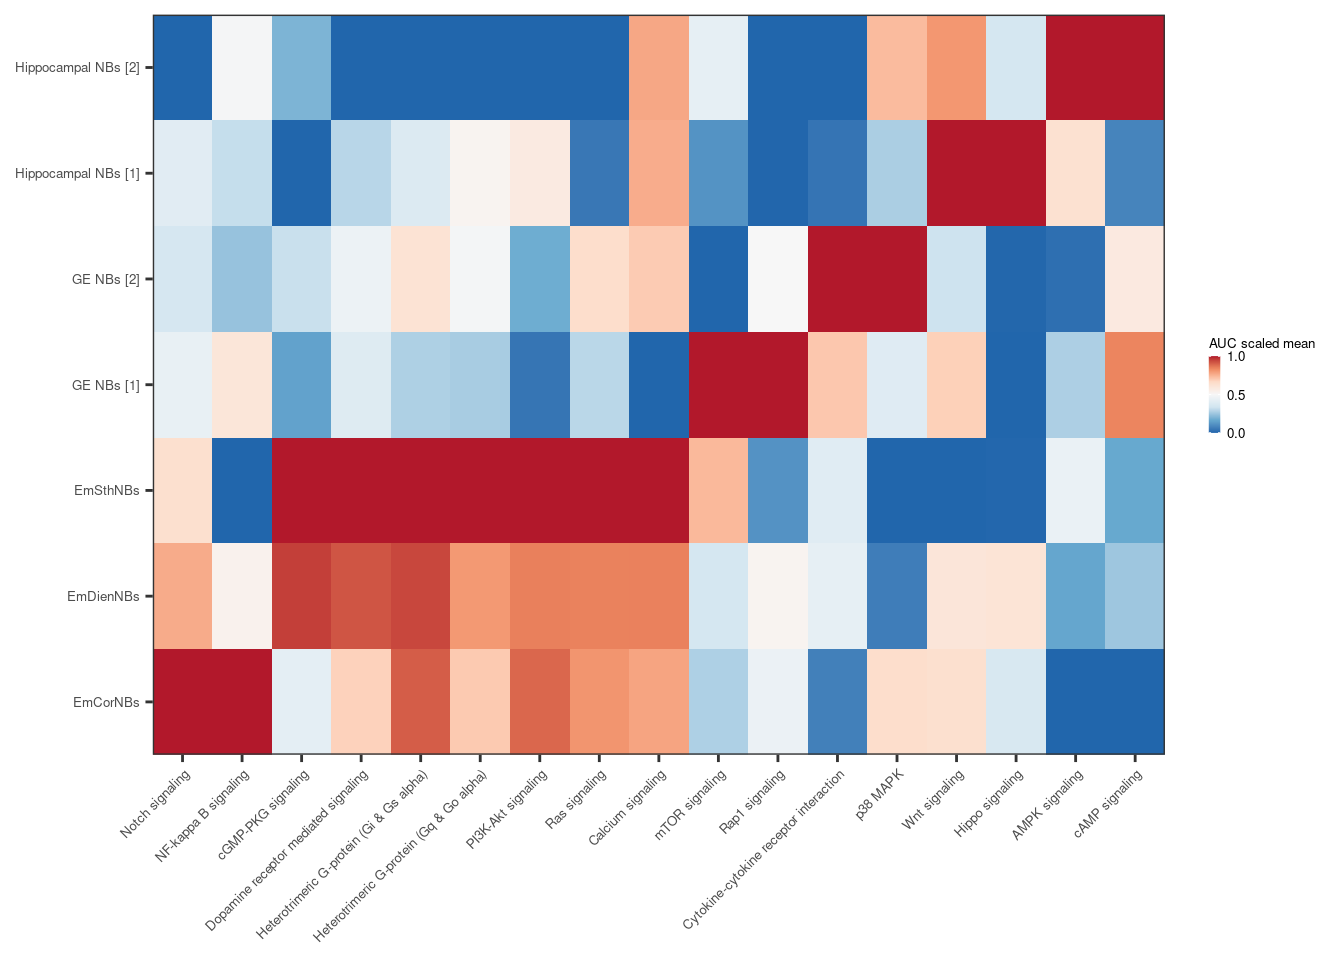 Hippocampal NBs [2]
Hippocampal NBs [1]
GE NBs [2]
GE NBs [1]
EmSthNBs
EmDienNBs
EmCorNBs
Notch signaling
NF-kappa B signaling
cGMP-PKG signaling
Dopamine receptor mediated signaling
Heterotrimeric G-protein (Gi & Gs alpha)
Heterotrimeric G-protein (Gq & Go alpha)
PI3K-Akt signaling
Ras signaling
Calcium signaling
mTOR signaling
Rap1 signaling
Cytokine-cytokine receptor interaction
p38 MAPK
Wnt signaling
Hippo signaling
AMPK signaling
cAMP signaling
AUC scaled mean
1.0
0.5
0.0